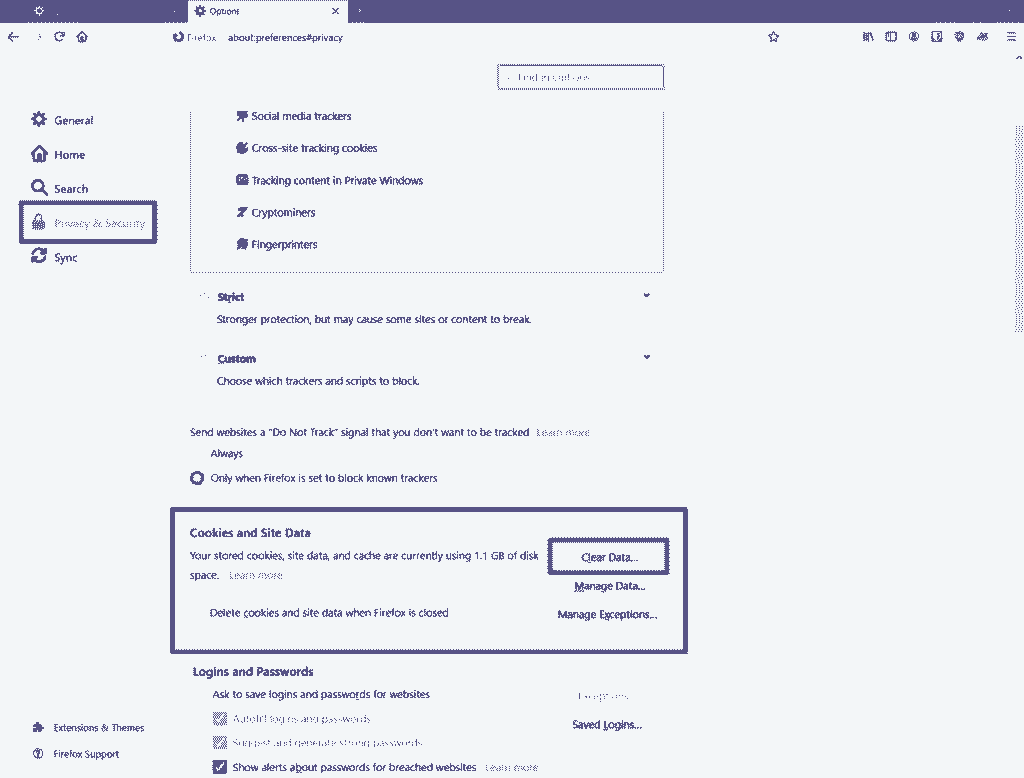 Options
Firefox about:preferences#privacy
Find in options
General
Home
Search
Privacy & Security
Sync
Social media trackers
Cross-site tracking cookies
Tracking content in Private Windows
Cryptominers
Fingerprinters
Strict
Stronger protection, but may cause some sites or content to break.
Custom
Choose which trackers and scripts to block.
Send websites a “Do Not Track” signal that you don’t want to be tracked Learn more
Always
Only when Firefox is set to block known trackers
Cookies and Site Data
Your stored cookies, site data, and cache are currently using 1.1 GB of disk
space. Learn more
Clear Data...
Manage Data...
Delete cookies and site data when Firefox is closed
Manage Exceptions...
Logins and Passwords
Ask to save logins and passwords for websites
Exceptions...
Autofill logins and passwords
Saved Logins...
Suggest and generate strong passwords
Show alerts about passwords for breached websites Learn more
Extensions & Themes
Firefox Support